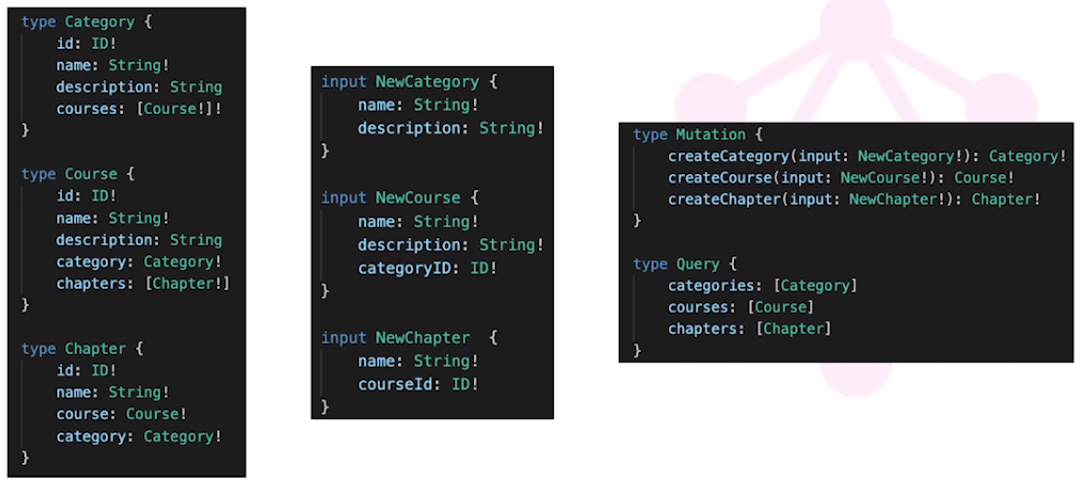 type Category {
    id: ID!
    name: String!
    description: String
    courses: [Course!]!
}
type Course {
    id: ID!
    name: String!
    description: String
    category: Category!
    chapters: [Chapter!]
}
type Chapter {
    id: ID!
    name: String!
    course: Course!
    category: Category!
}
input NewCategory {
    name: String!
    description: String!
}
input NewCourse {
    name: String!
    description: String!
    categoryID: ID!
}
input NewChapter  {
    name: String!
    courseId: ID!
}
type Mutation {
    createCategory(input: NewCategory!): Category!
    createCourse(input: NewCourse!): Course!
    createChapter(input: NewChapter!): Chapter!
}
type Query {
    categories: [Category]
    courses: [Course]
    chapters: [Chapter]
}